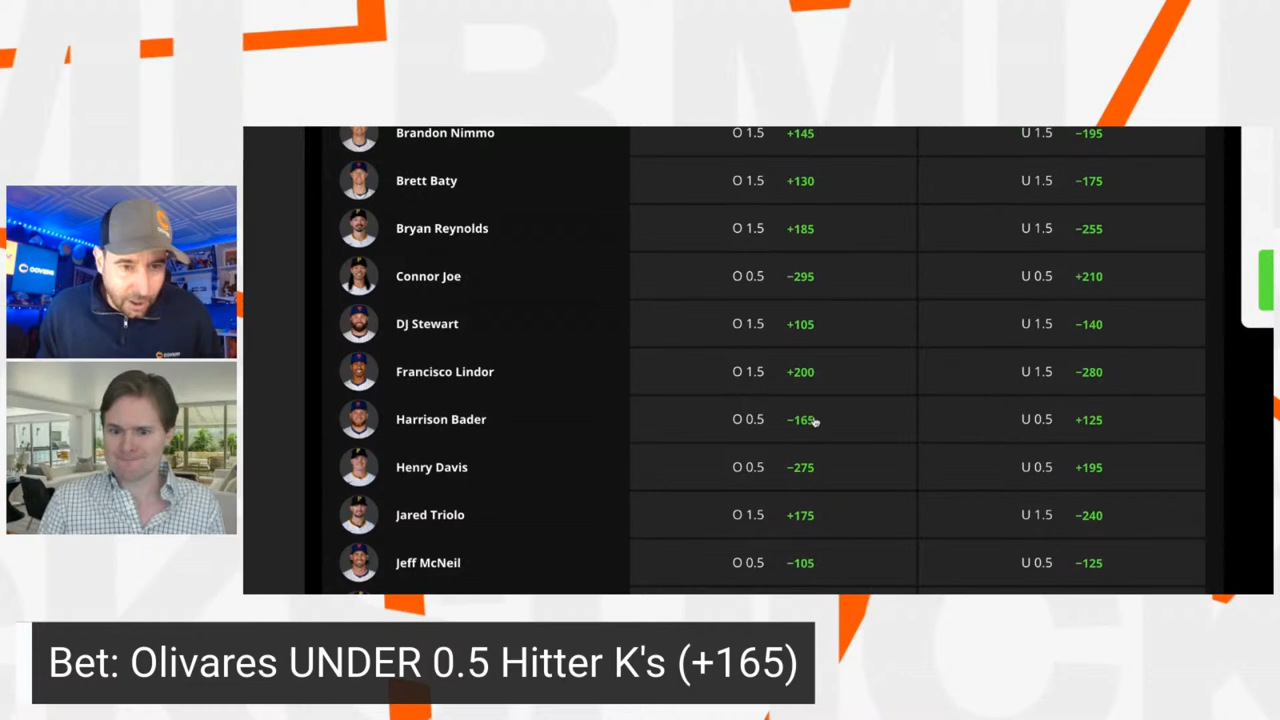 Brandon Nimmo O 1.5 +145 U 1.5 −195
Brett Baty O 1.5 +130 U 1.5 −175
Bryan Reynolds O 1.5 +185 U 1.5 −255
Connor Joe O 0.5 −295 U 0.5 +210
DJ Stewart O 1.5 +105 U 1.5 −140
Francisco Lindor O 1.5 +200 U 1.5 −280
Harrison Bader O 0.5 −165 U 0.5 +125
Henry Davis O 0.5 −275 U 0.5 +195
Jared Triolo O 1.5 +175 U 1.5 −240
Jeff McNeil O 0.5 −105 U 0.5 −125
COVERS
Bet: Olivares UNDER 0.5 Hitter K's (+165)